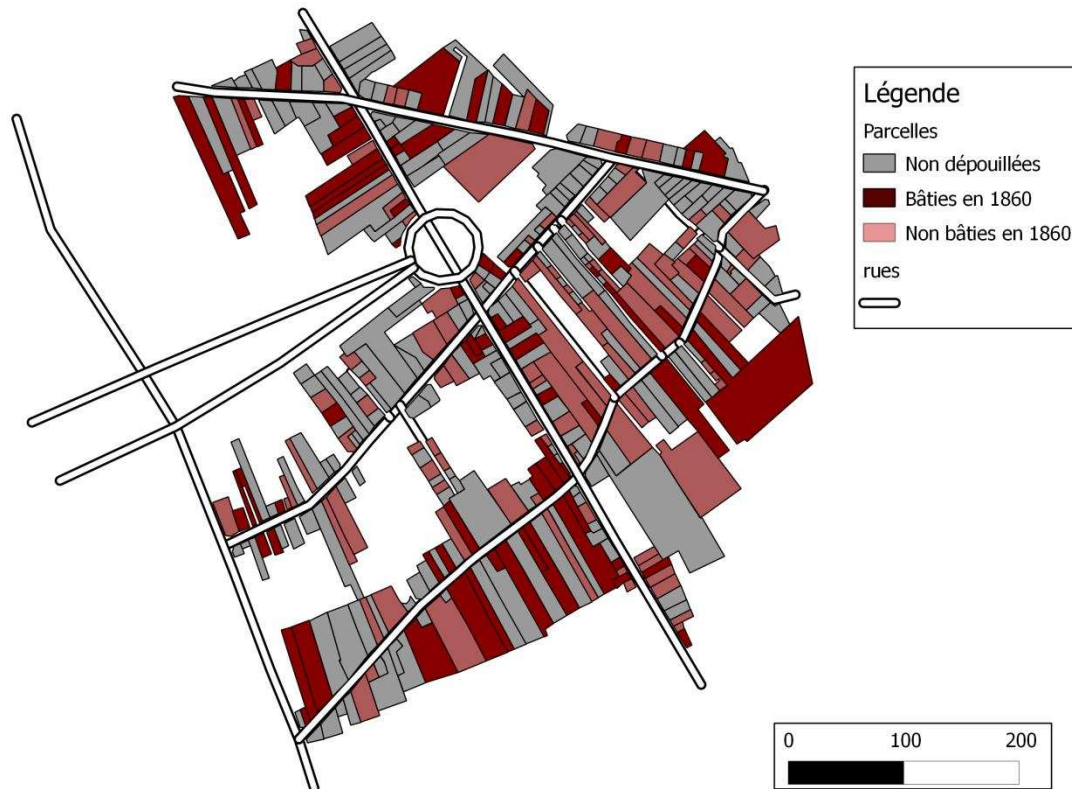 Légende
Parcelles
Non dépouillées
Bâties en 1860
Non bâties en 1860
rues
0 100 200